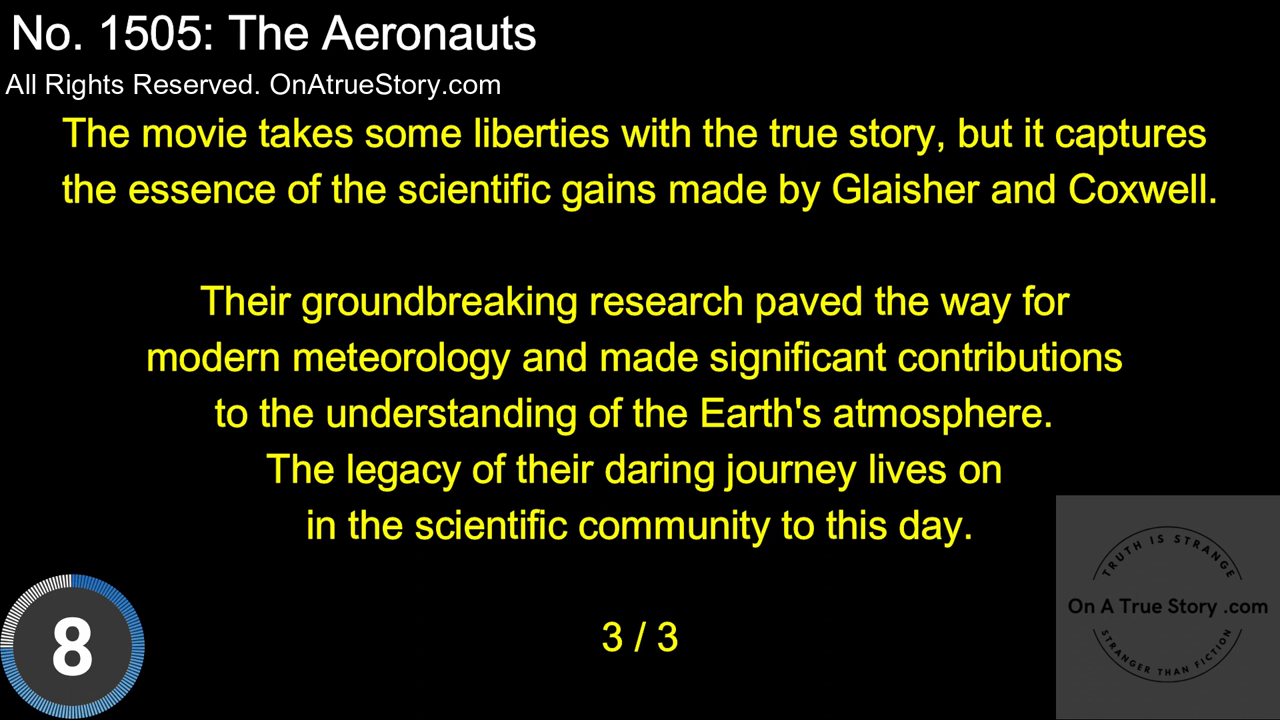 No. 1505: The Aeronauts
All Rights Reserved. OnAtrueStory.com
The movie takes some liberties with the true story, but it captures
the essence of the scientific gains made by Glaisher and Coxwell.
Their groundbreaking research paved the way for
modern meteorology and made significant contributions
to the understanding of the Earth's atmosphere.
The legacy of their daring journey lives on
in the scientific community to this day.
3 / 3
8
TRUTH IS STRANGE
On A True Story .com
STRANGER THAN FICTION